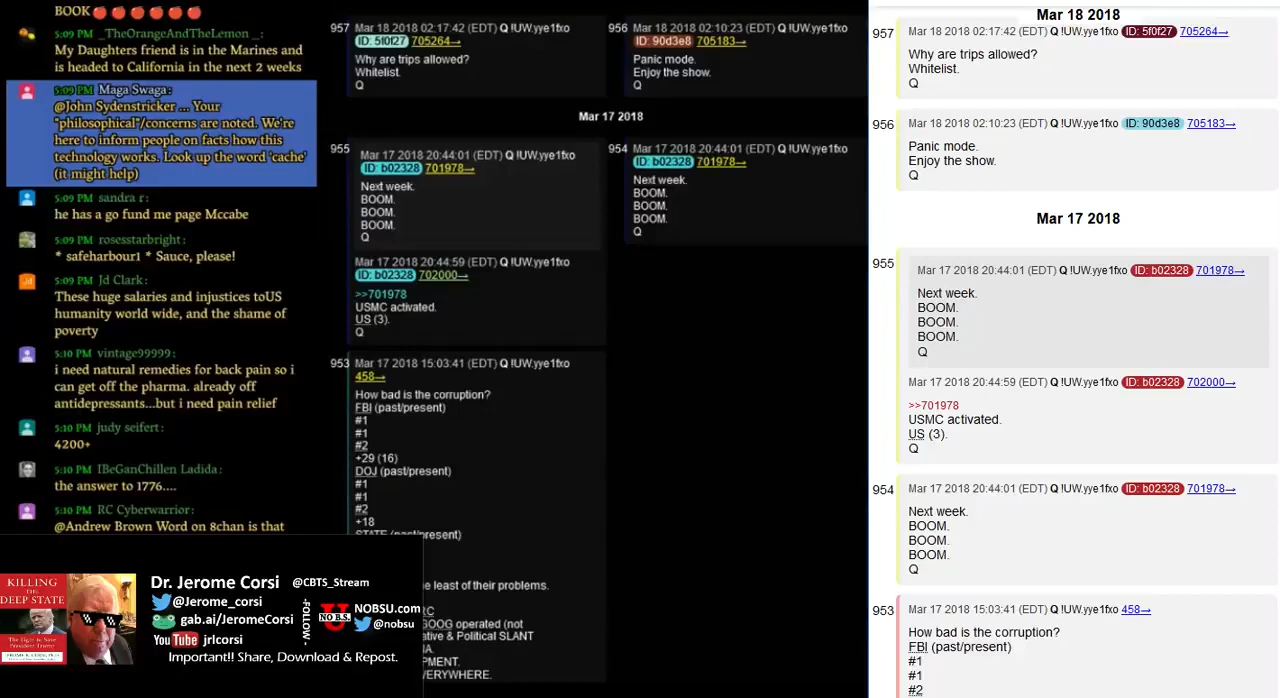 BOOK
5:09 PM _TheOrangeAndTheLemon _:
My Daughters friend is in the Marines and
is headed to California in the next 2 weeks
5:09 PM Maga Swaga:
@John Sydenstricker ... Your
"philosophical"/concerns are noted. We're
here to inform people on facts how this
technology works. Look up the word 'cache'
(it might help)
5:09 PM sandra r:
he has a go fund me page Mccabe
5:09 PM rosesstarbright:
* safeharbour1 * Sauce, please!
5:09 PM Jd Clark:
These huge salaries and injustices toUS
humanity world wide, and the shame of
poverty
5:10 PM vintage99999:
i need natural remedies for back pain so i
can get off the pharma. already off
antidepressants...but i need pain relief
5:10 PM judy seifert:
4200+
5:10 PM IBeGanChillen Ladida:
the answer to 1776....
5:10 PM RC Cyberwarrior:
@Andrew Brown Word on 8chan is that
KILLING
THE
DEEP STATE
Dr. Jerome Corsi @CBTS_Stream
@Jerome_corsi
gab.ai/JeromeCorsi
YouTube jrlcorsi
-FOLLOW-
NO B.S.
NOBSU.com
@nobsu
Important!! Share, Download & Repost.
957 Mar 18 2018 02:17:42 (EDT) Q !UW.yye1fxo
ID: 5f0f27 705264→
Why are trips allowed?
Whitelist.
Q
956 Mar 18 2018 02:10:23 (EDT) Q !UW.yye1fxo
ID: 90d3e8 705183→
Panic mode.
Enjoy the show.
Q
Mar 17 2018
955 Mar 17 2018 20:44:01 (EDT) Q !UW.yye1fxo
ID: b02328 701978→
Next week.
BOOM.
BOOM.
BOOM.
Q
Mar 17 2018 20:44:59 (EDT) Q !UW.yye1fxo
ID: b02328 702000→
>>701978
USMC activated.
US (3).
Q
954 Mar 17 2018 20:44:01 (EDT) Q !UW.yye1fxo
ID: b02328 701978→
Next week.
BOOM.
BOOM.
BOOM.
Q
953 Mar 17 2018 15:03:41 (EDT) Q !UW.yye1fxo
458→
How bad is the corruption?
FBI (past/present)
#1
#1
#2
+29 (16)
DOJ (past/present)
#1
#1
#2
+18
STATE (past/present)
e least of their problems.
RC
GOOG operated (not
ative & Political SLANT
IA.
PMENT.
VERYWHERE.
Mar 18 2018
957 Mar 18 2018 02:17:42 (EDT) Q !UW.yye1fxo ID: 5f0f27 705264→
Why are trips allowed?
Whitelist.
Q
956 Mar 18 2018 02:10:23 (EDT) Q !UW.yye1fxo ID: 90d3e8 705183→
Panic mode.
Enjoy the show.
Q
Mar 17 2018
955 Mar 17 2018 20:44:01 (EDT) Q !UW.yye1fxo ID: b02328 701978→
Next week.
BOOM.
BOOM.
BOOM.
Q
Mar 17 2018 20:44:59 (EDT) Q !UW.yye1fxo ID: b02328 702000→
>>701978
USMC activated.
US (3).
Q
954 Mar 17 2018 20:44:01 (EDT) Q !UW.yye1fxo ID: b02328 701978→
Next week.
BOOM.
BOOM.
BOOM.
Q
953 Mar 17 2018 15:03:41 (EDT) Q !UW.yye1fxo 458→
How bad is the corruption?
FBI (past/present)
#1
#1
#2